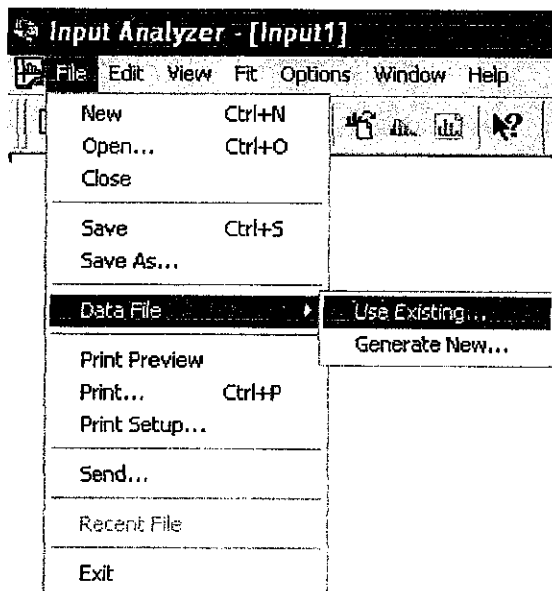 Input Analyzer - [Input1]
File Edit View Fit Options Window Help
New Ctrl+N
Open... Ctrl+O
Close
Save Ctrl+S
Save As...
Data File
Use Existing...
Generate New...
Print Preview
Print... Ctrl+P
Print Setup...
Send...
Recent File
Exit